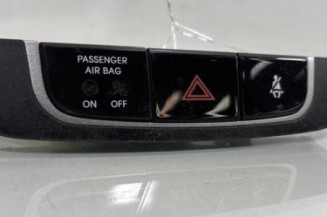 PASSENGER
AIR BAG
ON OFF